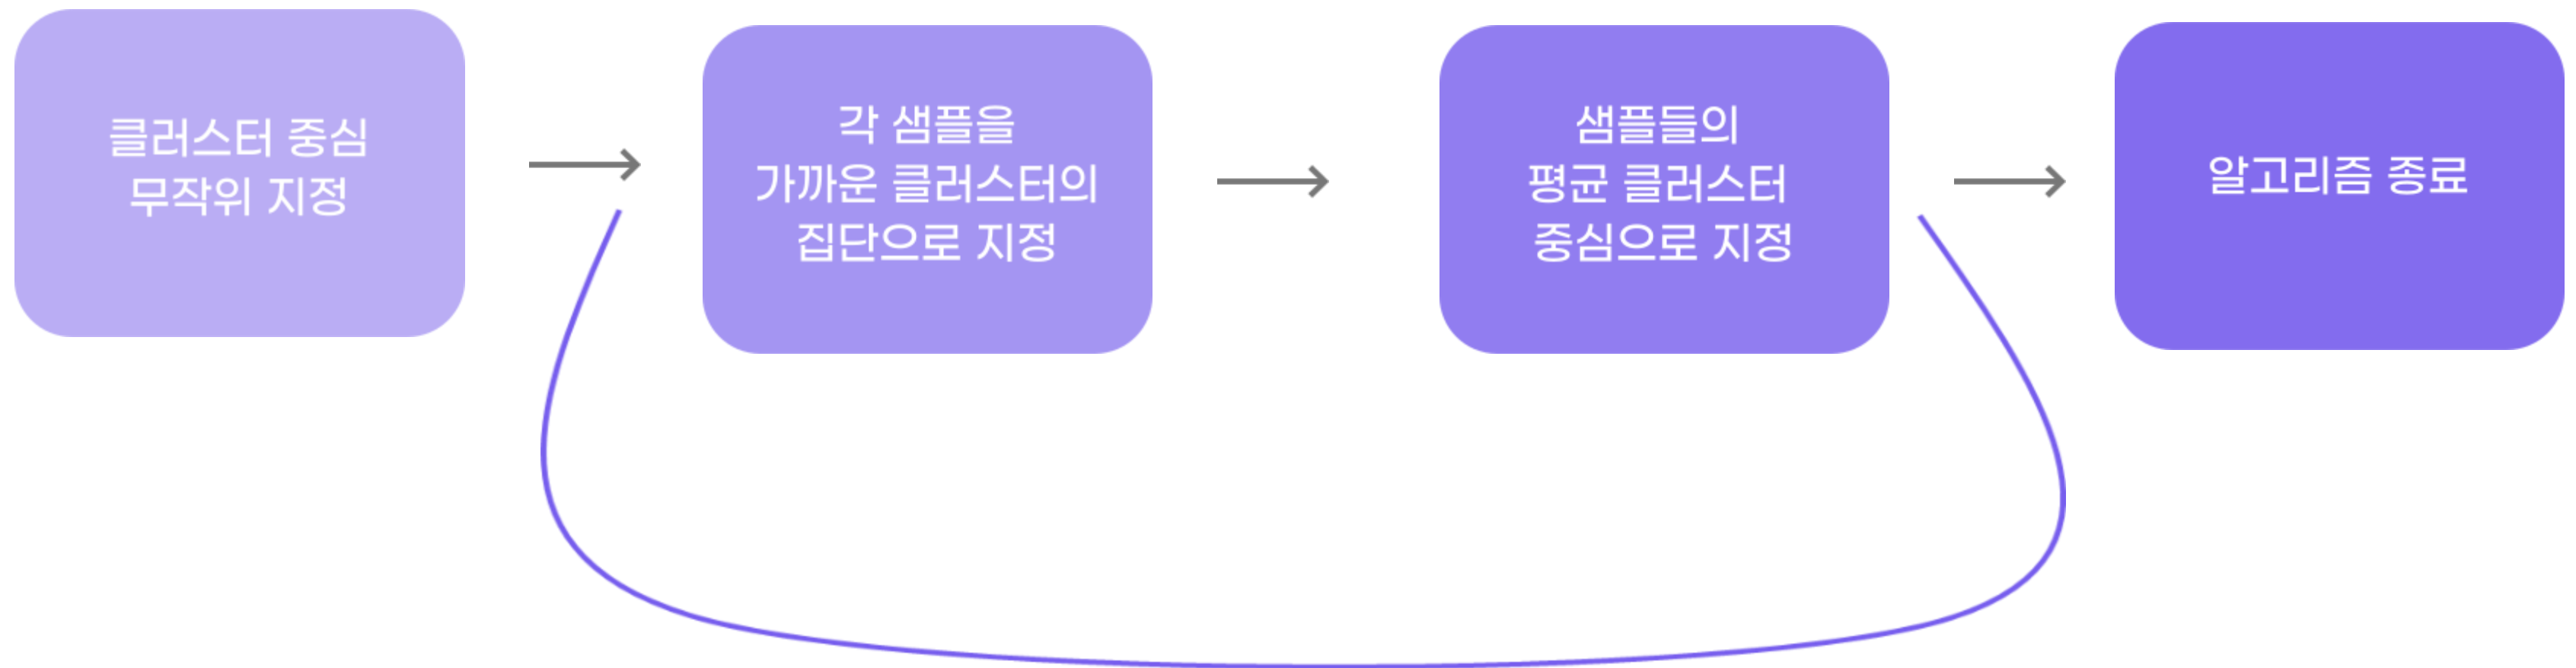 클러스터 중심
무작위 지정
각 샘플을
가까운 클러스터의
집단으로 지정
샘플들의
평균 클러스터
중심으로 지정
알고리즘 종료